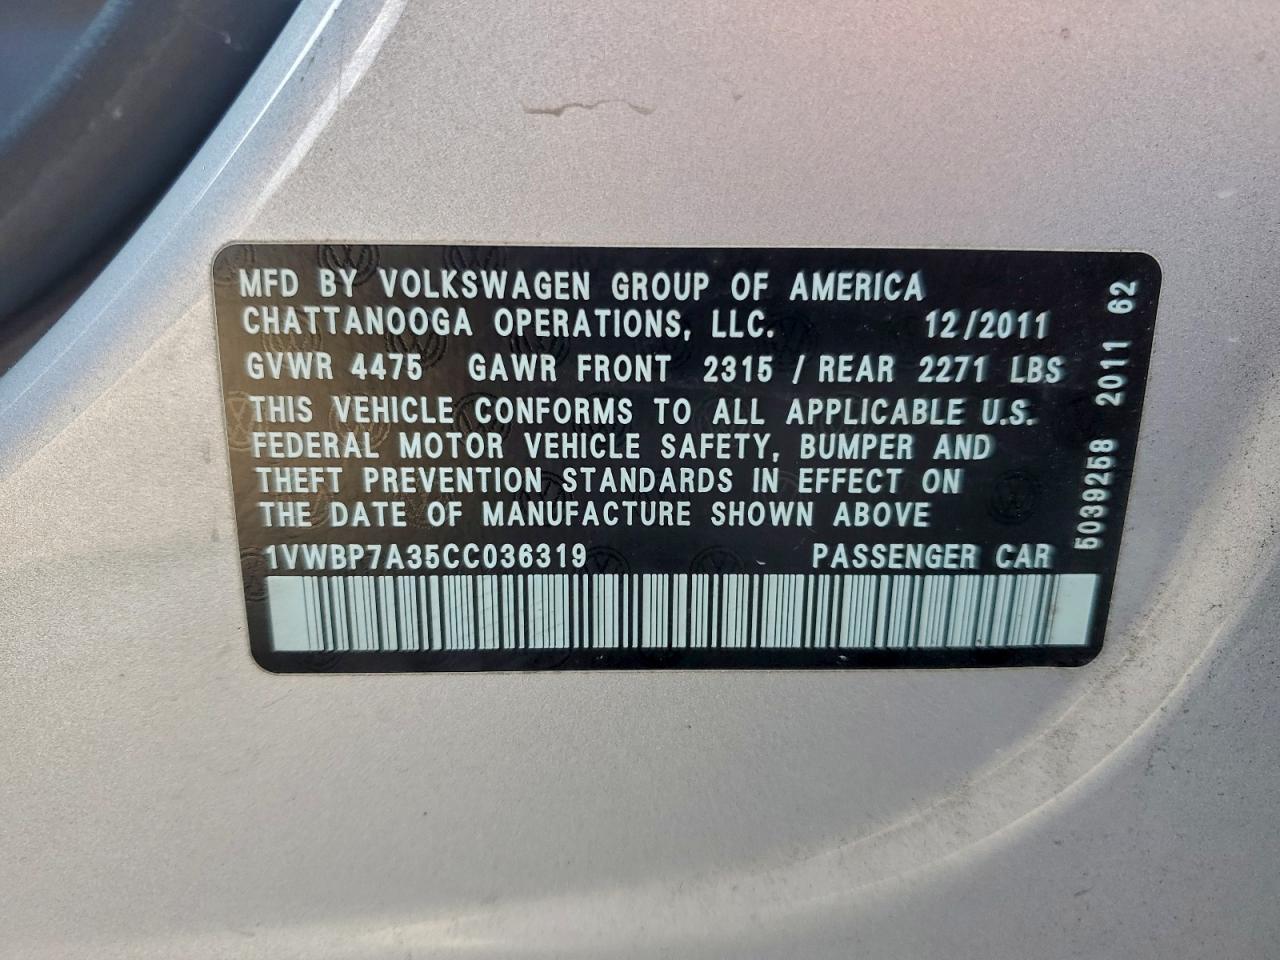 MFD BY VOLKSWAGEN GROUP OF AMERICA
CHATTANOOGA OPERATIONS, LLC. 12/2011
GVWR 4475 GAWR FRONT 2315 / REAR 2271 LBS
THIS VEHICLE CONFORMS TO ALL APPLICABLE U.S.
FEDERAL MOTOR VEHICLE SAFETY, BUMPER AND
THEFT PREVENTION STANDARDS IN EFFECT ON
THE DATE OF MANUFACTURE SHOWN ABOVE
1VWBP7A35CC036319 PASSENGER CAR
5039258 2011 62